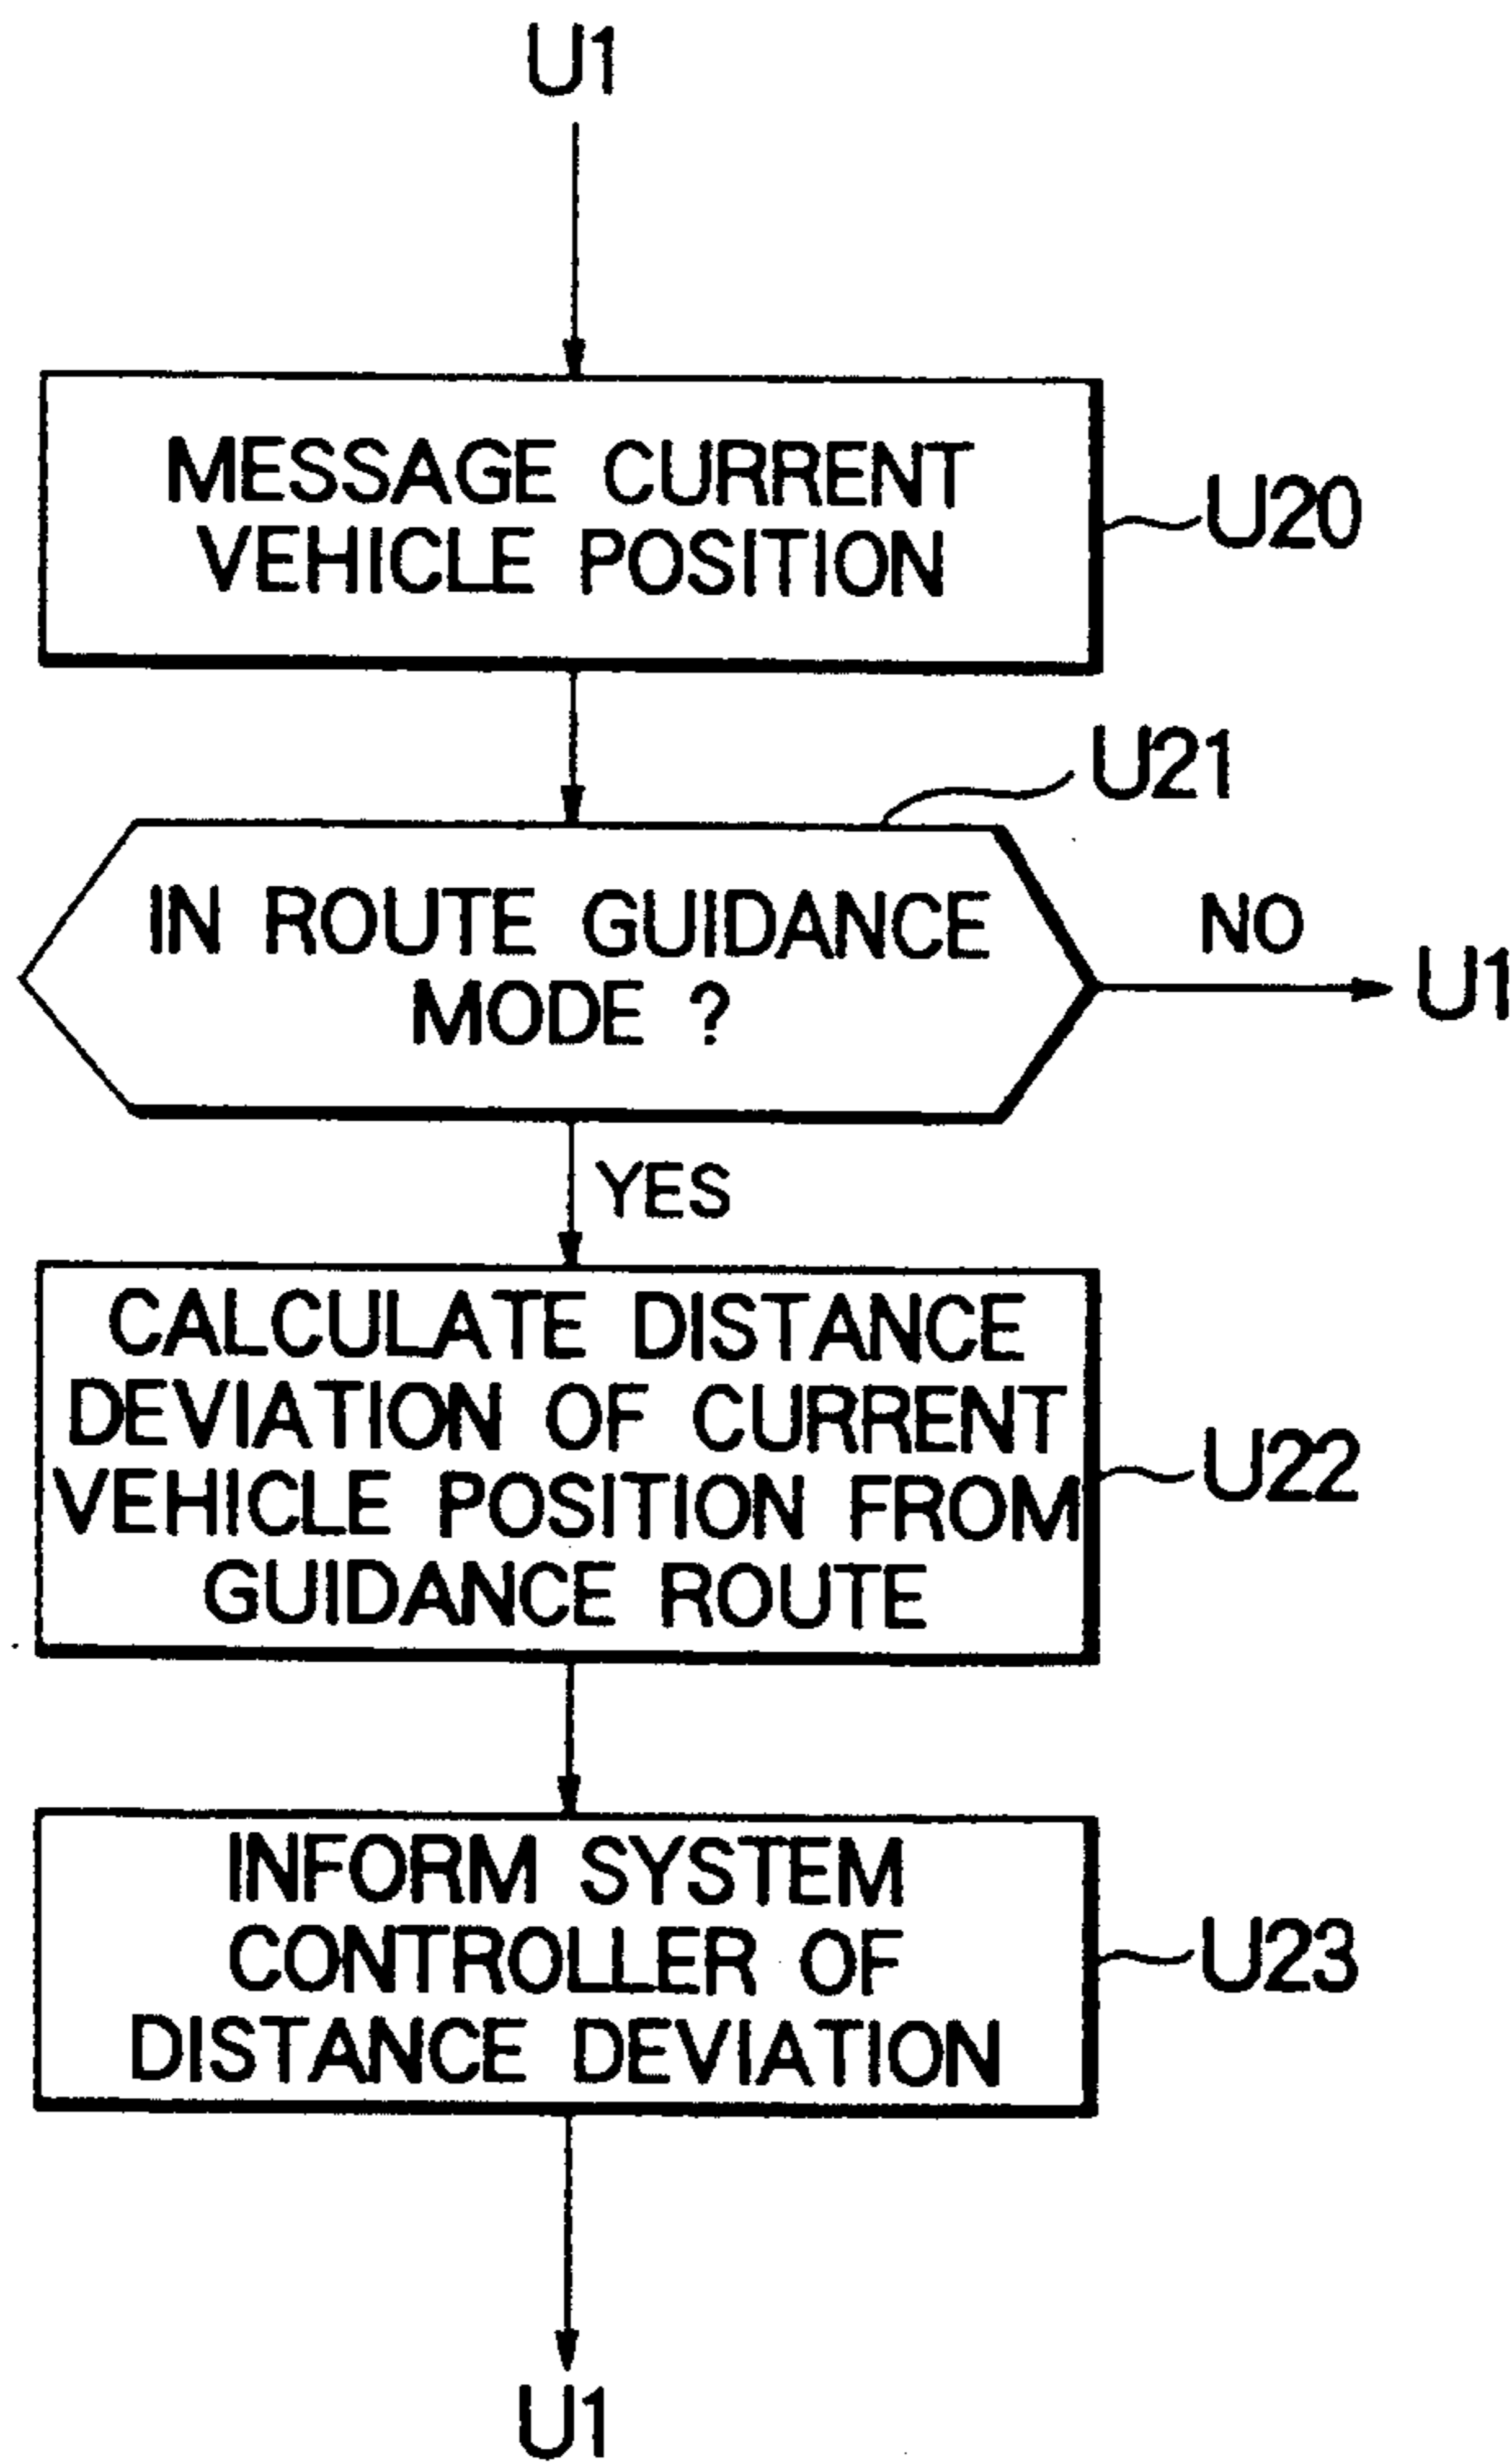 U1
MESSAGE CURRENT
VEHICLE POSITION
U20
U21
IN ROUTE GUIDANCE
MODE ?
NO
U1
YES
CALCULATE DISTANCE
DEVIATION OF CURRENT
VEHICLE POSITION FROM
GUIDANCE ROUTE
U22
INFORM SYSTEM
CONTROLLER OF
DISTANCE DEVIATION
U23
U1